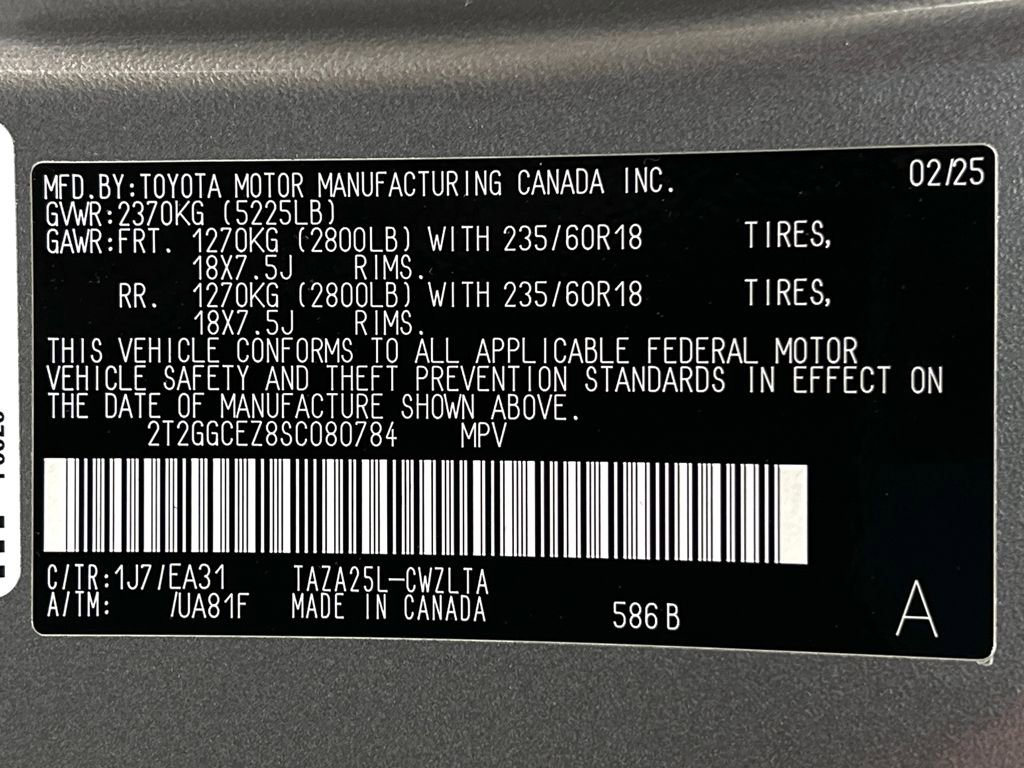 MFD.BY:TOYOTA MOTOR MANUFACTURING CANADA INC. 02/25
GVWR:2370KG (5225LB)
GAWR:FRT. 1270KG (2800LB) WITH 235/60R18 TIRES,
18X7.5J RIMS.
RR. 1270KG (2800LB) WITH 235/60R18 TIRES,
18X7.5J RIMS.
THIS VEHICLE CONFORMS TO ALL APPLICABLE FEDERAL MOTOR
VEHICLE SAFETY AND THEFT PREVENTION STANDARDS IN EFFECT ON
THE DATE OF MANUFACTURE SHOWN ABOVE.
2T2GGCEZ8SC080784 MPV
C/TR:1J7/EA31 TAZA25L-CWZLTA
A/TM: /UA81F MADE IN CANADA 586 B A